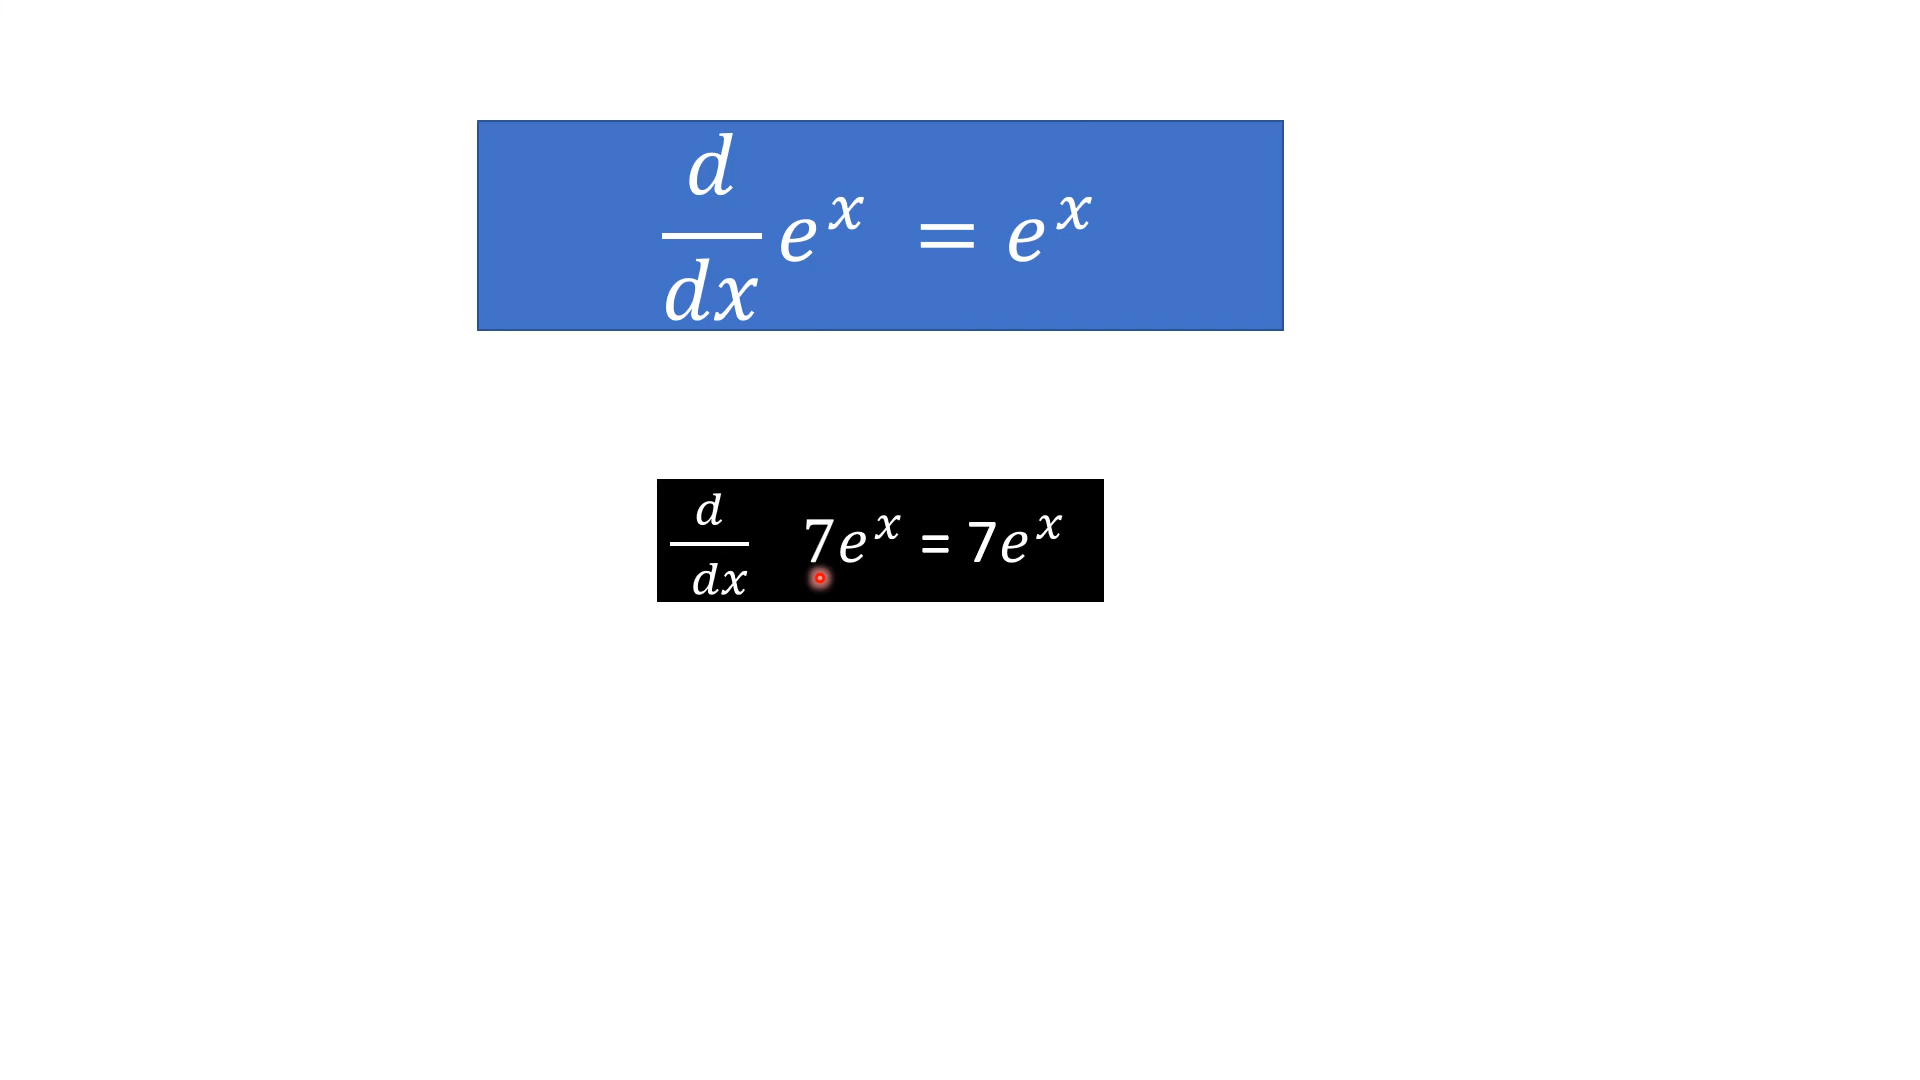 d/dx e^x = e^x
d/dx 7e^x = 7e^x